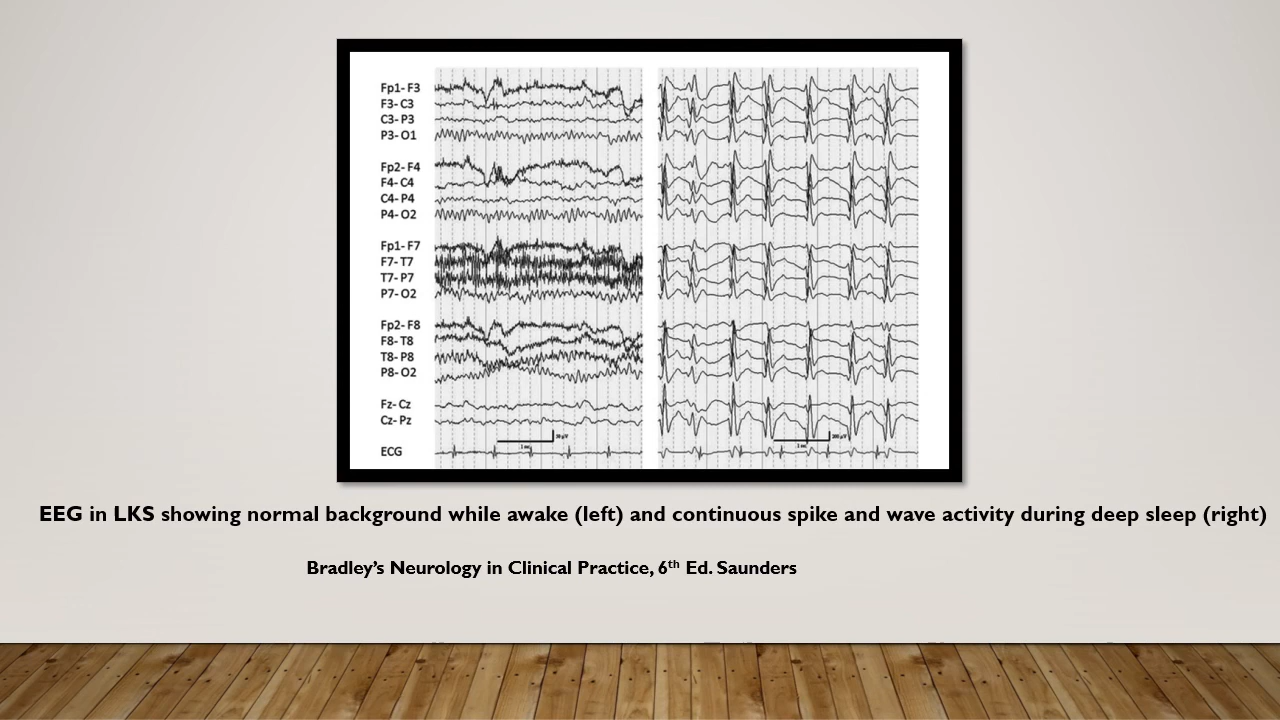 Fp1- F3
F3- C3
C3- P3
P3- O1
Fp2- F4
F4- C4
C4- P4
P4- O2
Fp1- F7
F7- T7
T7- P7
P7- O2
Fp2- F8
F8- T8
T8- P8
P8- O2
Fz- Cz
Cz- Pz
ECG
EEG in LKS showing normal background while awake (left) and continuous spike and wave activity during deep sleep (right)
Bradley’s Neurology in Clinical Practice, 6th Ed. Saunders